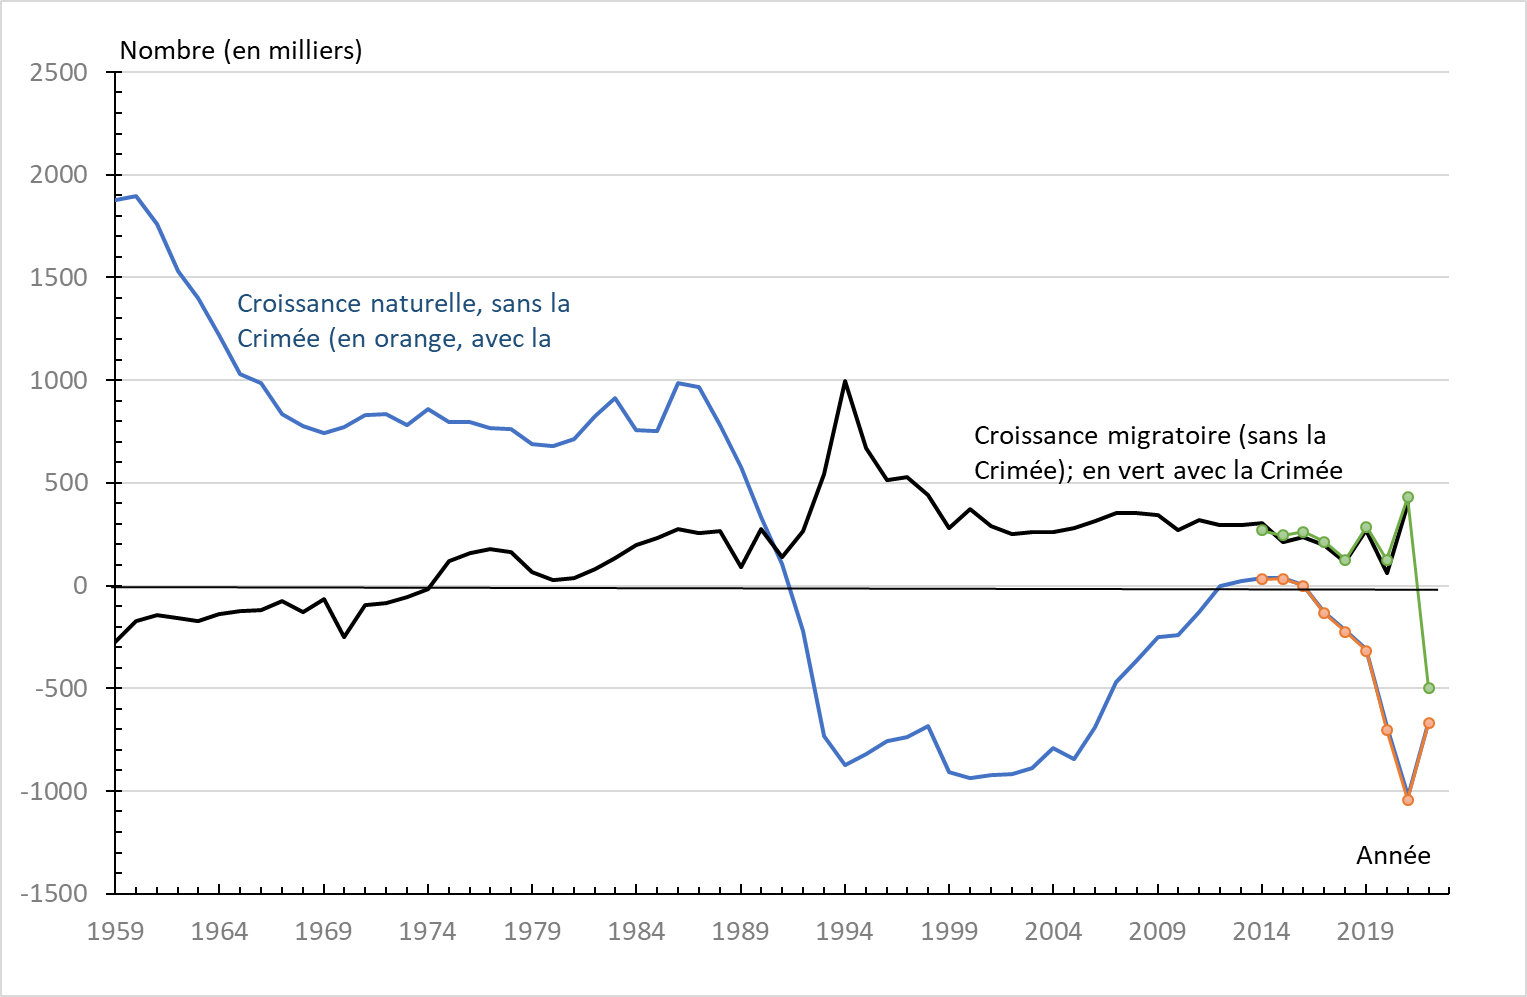 Nombre (en milliers)
2500
2000
1500
Croissance naturelle, sans la
Crimée (en orange, avec la
1000
Croissance migratoire (sans la
Crimée); en vert avec la Crimée
500
0
-500
-1000
Année
-1500
1959 1964 1969 1974 1979 1984 1989 1994 1999 2004 2009 2014 2019